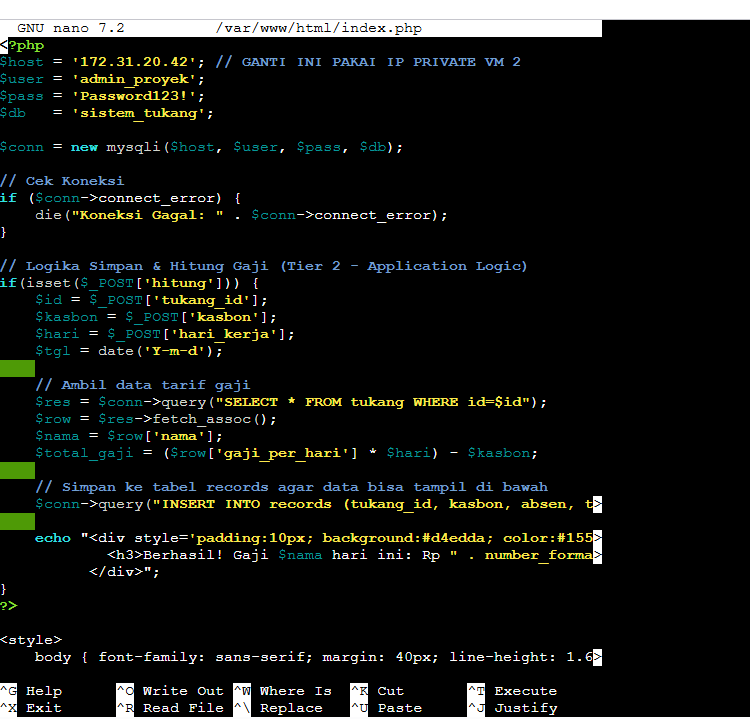 GNU nano 7.2 /var/www/html/index.php
<?php
$host = '172.31.20.42'; // GANTI INI PAKAI IP PRIVATE VM 2
$user = 'admin_proyek';
$pass = 'Password123!';
$db = 'sistem_tukang';
$conn = new mysqli($host, $user, $pass, $db);
// Cek Koneksi
if ($conn->connect_error) {
die("Koneksi Gagal: " . $conn->connect_error);
}
// Logika Simpan & Hitung Gaji (Tier 2 - Application Logic)
if(isset($_POST['hitung'])) {
$id = $_POST['tukang_id'];
$kasbon = $_POST['kasbon'];
$hari = $_POST['hari_kerja'];
$tgl = date('Y-m-d');
// Ambil data tarif gaji
$res = $conn->query("SELECT * FROM tukang WHERE id=$id");
$row = $res->fetch_assoc();
$nama = $row['nama'];
$total_gaji = ($row['gaji_per_hari'] * $hari) - $kasbon;
// Simpan ke tabel records agar data bisa tampil di bawah
$conn->query("INSERT INTO records (tukang_id, kasbon, absen, t>
echo "<div style='padding:10px; background:#d4edda; color:#155>
<h3>Berhasil! Gaji $nama hari ini: Rp " . number_forma>
</div>";
}
?>
<style>
body { font-family: sans-serif; margin: 40px; line-height: 1.6>
^G Help ^O Write Out ^W Where Is ^K Cut ^T Execute
^X Exit ^R Read File ^\ Replace ^U Paste ^J Justify